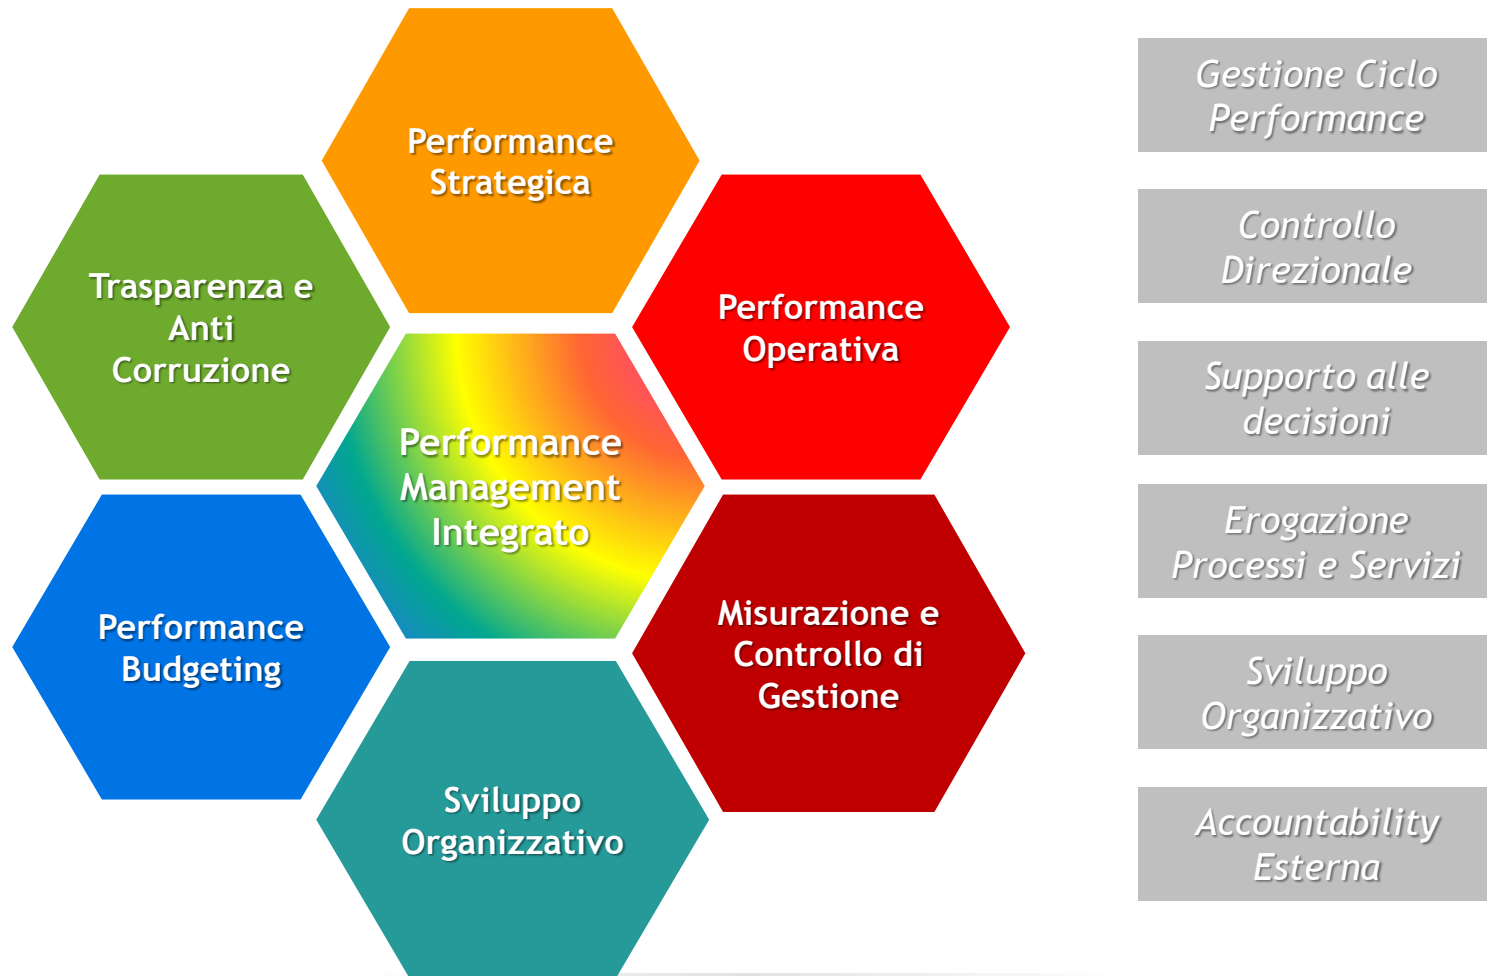 Performance
Strategica
Trasparenza e
Anti
Corruzione
Performance
Operativa
Performance
Management
Integrato
Performance
Budgeting
Misurazione e
Controllo di
Gestione
Sviluppo
Organizzativo
Gestione Ciclo
Performance
Controllo
Direzionale
Supporto alle
decisioni
Erogazione
Processi e Servizi
Sviluppo
Organizzativo
Accountability
Esterna